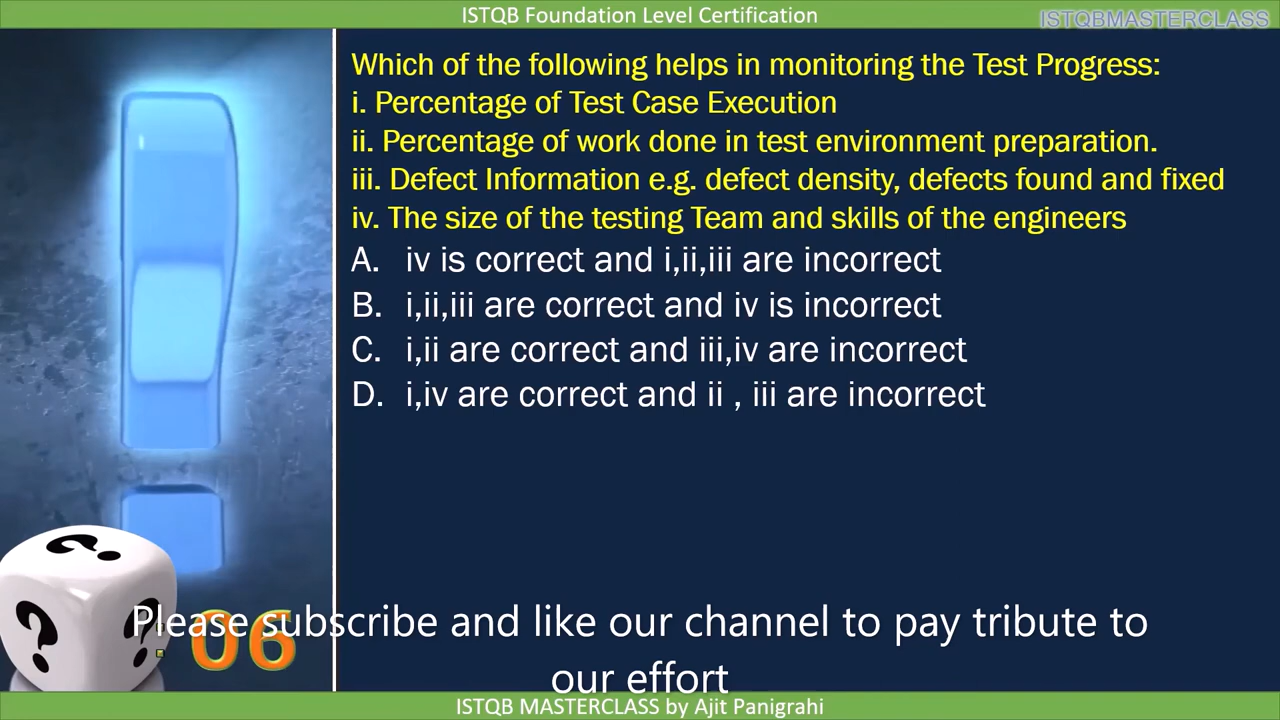 ISTQB Foundation Level Certification
ISTQBMASTERCLASS
Which of the following helps in monitoring the Test Progress:
i. Percentage of Test Case Execution
ii. Percentage of work done in test environment preparation.
iii. Defect Information e.g. defect density, defects found and fixed
iv. The size of the testing Team and skills of the engineers
A. iv is correct and i,ii,iii are incorrect
B. i,ii,iii are correct and iv is incorrect
C. i,ii are correct and iii,iv are incorrect
D. i,iv are correct and ii , iii are incorrect
? ? ?
: 06
Please subscribe and like our channel to pay tribute to
our effort
ISTQB MASTERCLASS by Ajit Panigrahi